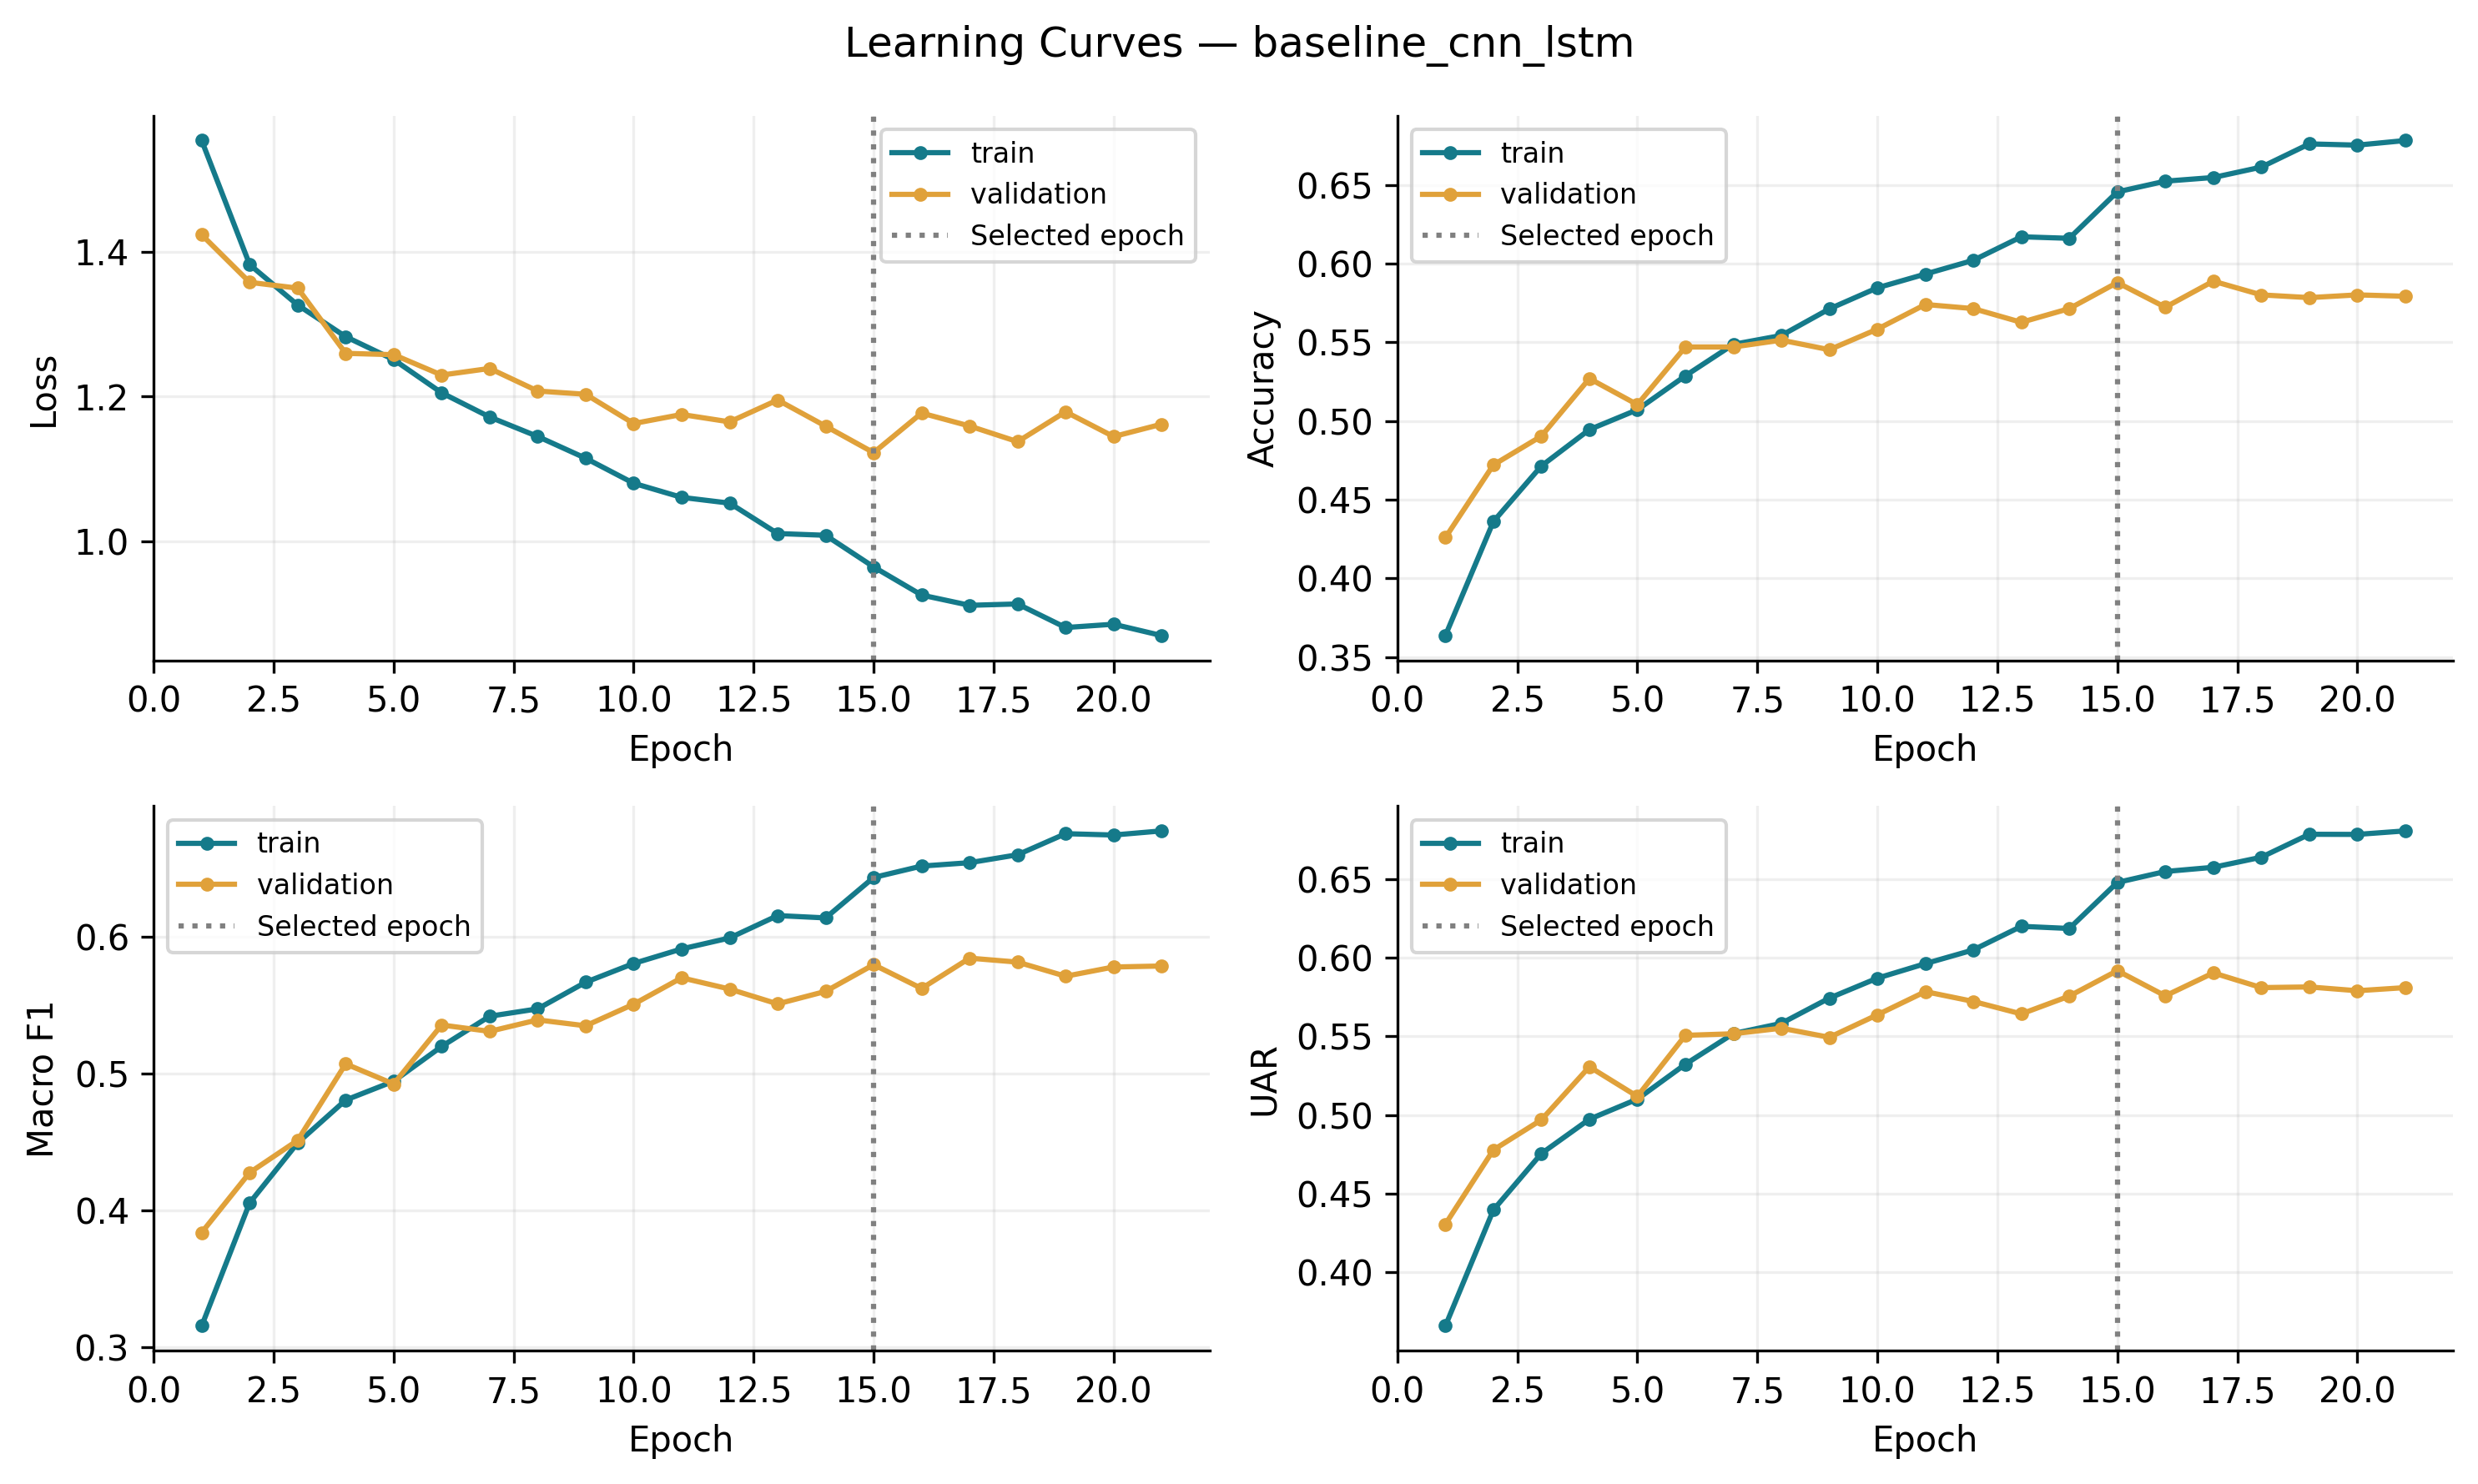 Learning Curves — baseline_cnn_lstm
train
validation
Selected epoch
Loss
1.4
1.2
1.0
0.0 2.5 5.0 7.5 10.0 12.5 15.0 17.5 20.0
Epoch
train
validation
Selected epoch
Accuracy
0.65
0.60
0.55
0.50
0.45
0.40
0.35
0.0 2.5 5.0 7.5 10.0 12.5 15.0 17.5 20.0
Epoch
train
validation
Selected epoch
Macro F1
0.6
0.5
0.4
0.3
0.0 2.5 5.0 7.5 10.0 12.5 15.0 17.5 20.0
Epoch
train
validation
Selected epoch
UAR
0.65
0.60
0.55
0.50
0.45
0.40
0.0 2.5 5.0 7.5 10.0 12.5 15.0 17.5 20.0
Epoch